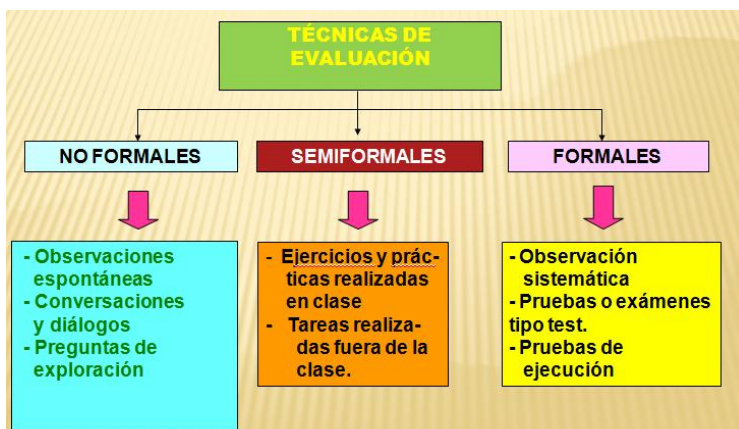 TÉCNICAS DE
EVALUACIÓN
NO FORMALES
SEMIFORMALES
FORMALES
- Observaciones
espontáneas
- Conversaciones
y diálogos
- Preguntas de
exploración
- Ejercicios y prác-
ticas realizadas
en clase
- Tareas realiza-
das fuera de la
clase.
- Observación
sistemática
- Pruebas o exámenes
tipo test.
- Pruebas de
ejecución